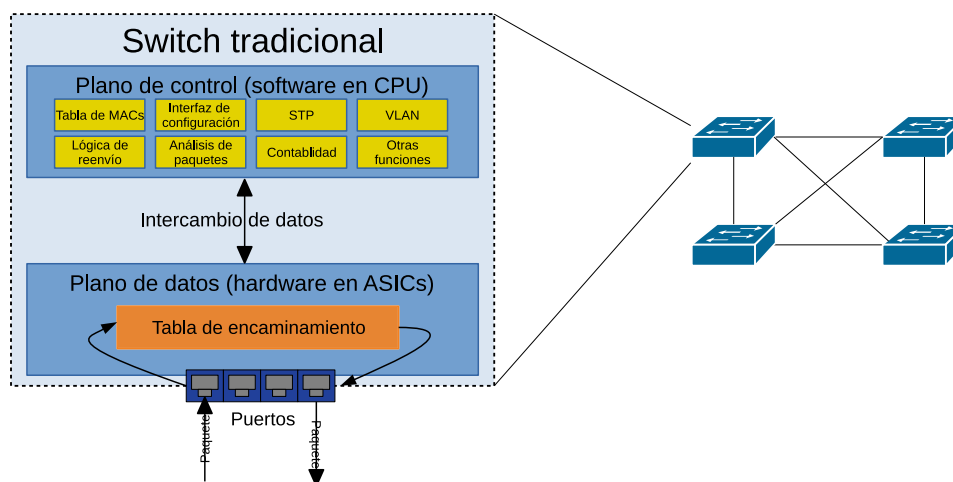 Switch tradicional
Plano de control (software en CPU)
Tabla de MACs
Interfaz de
configuración
STP
VLAN
Lógica de
reenvío
Análisis de
paquetes
Contablidad
Otras
funciones
Intercambio de datos
Plano de datos (hardware en ASICs)
Tabla de encaminamiento
Puertos
Paquete
Paquete